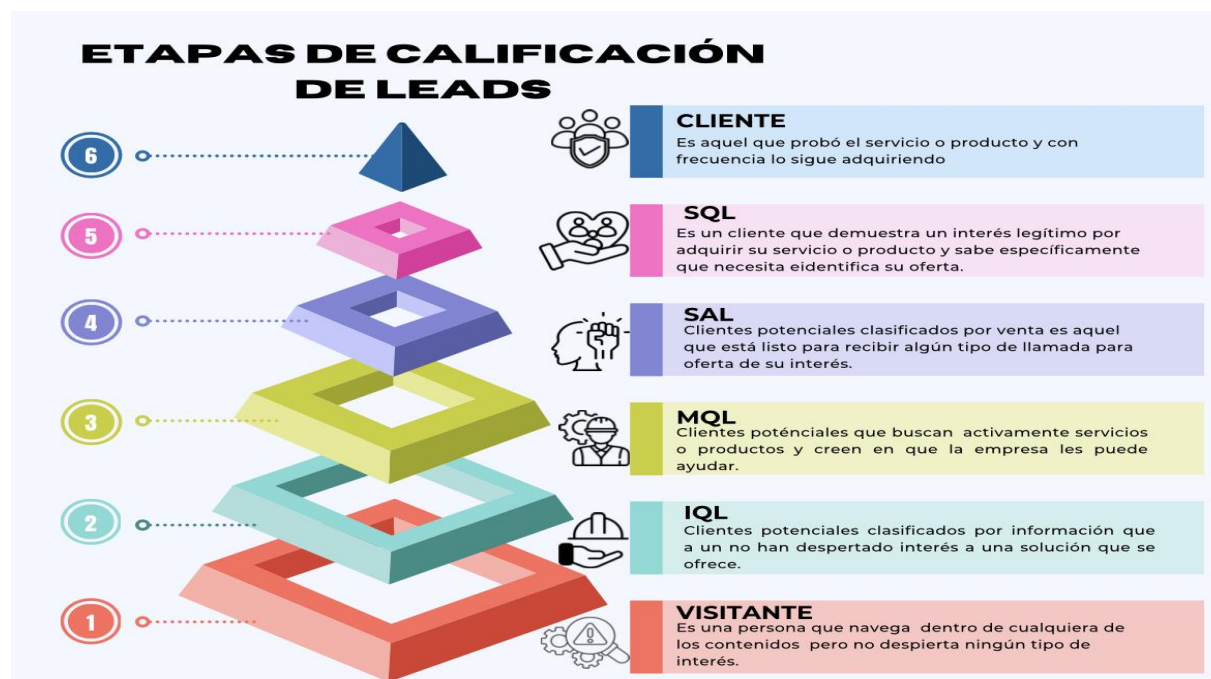 ETAPAS DE CALIFICACIÓN
DE LEADS
6
CLIENTE
Es aquel que probó el servicio o producto y con
frecuencia lo sigue adquiriendo
5
SQL
Es un cliente que demuestra un interés legítimo por
adquirir su servicio o producto y sabe específicamente
que necesita eidentifica su oferta.
4
SAL
Clientes potenciales clasificados por venta es aquel
que está listo para recibir algún tipo de llamada para
oferta de su interés.
3
MQL
Clientes poténciales que buscan activamente servicios
o productos y creen en que la empresa les puede
ayudar.
2
IQL
Clientes potenciales clasificados por información que
a un no han despertado interés a una solución que se
ofrece.
1
VISITANTE
Es una persona que navega dentro de cualquiera de
los contenidos pero no despierta ningún tipo de
interés.